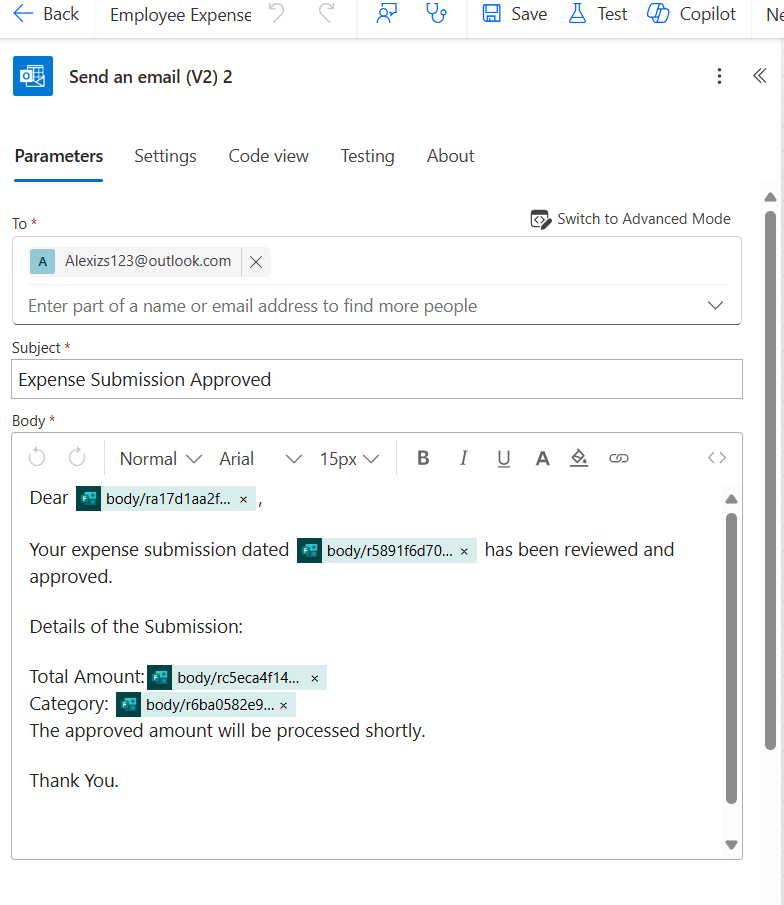 Back Employee Expense Save Test Copilot Ne
Send an email (V2) 2
Parameters Settings Code view Testing About
Switch to Advanced Mode
To *
A Alexizs123@outlook.com
Enter part of a name or email address to find more people
Subject *
Expense Submission Approved
Body *
Normal Arial 15px B I U A
Dear body/ra17d1aa2f... × ,
Your expense submission dated body/r5891f6d70... × has been reviewed and
approved.
Details of the Submission:
Total Amount: body/rc5eca4f14... ×
Category: body/r6ba0582e9... ×
The approved amount will be processed shortly.
Thank You.